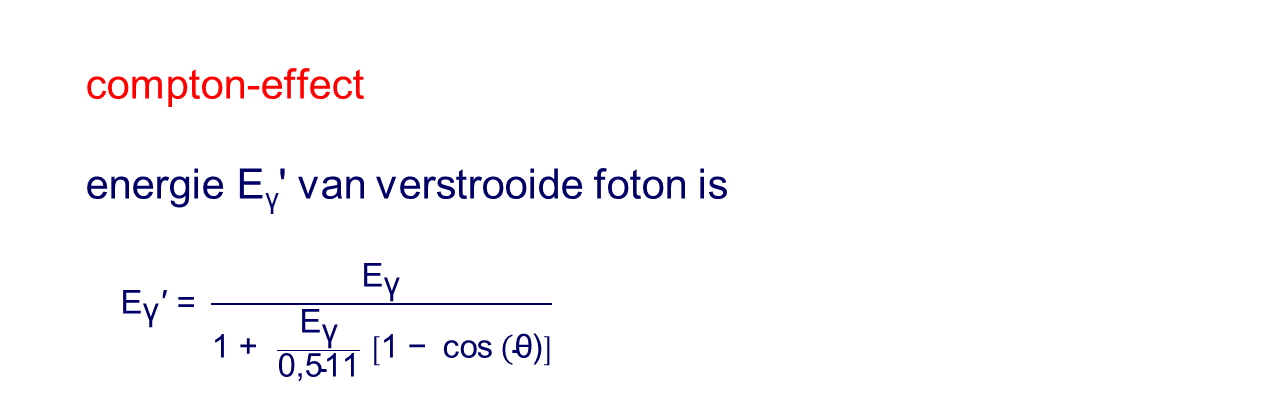 compton-effect
energie Eγ' van verstrooide foton is
Eγ′ = Eγ / (1 + Eγ / 0,511 [1 − cos (θ)])